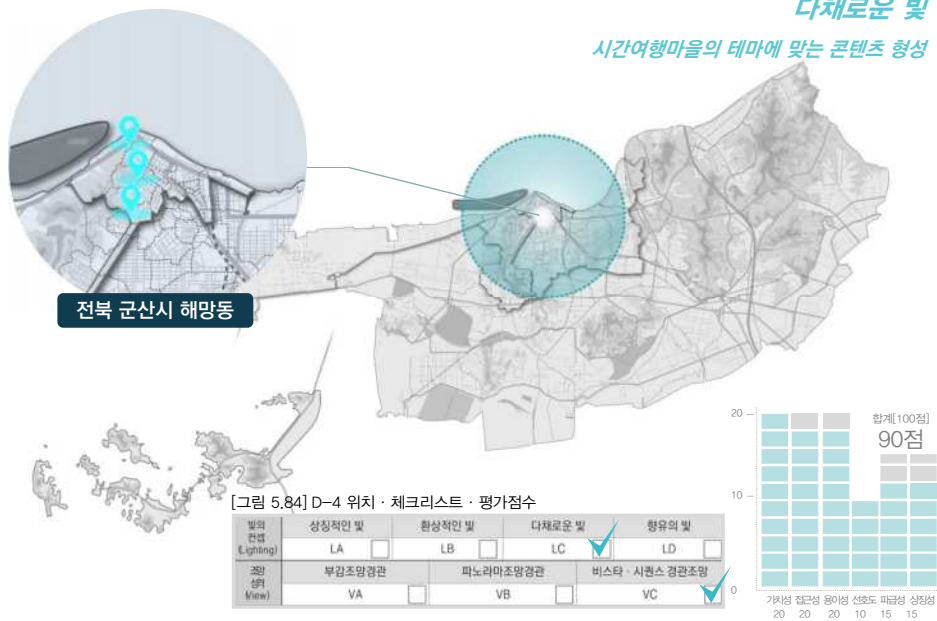 다채로운 빛
시간여행마을의 테마에 맞는 콘텐츠 형성
전북 군산시 해망동
[그림 5.84] D-4 위치 · 체크리스트 · 평가점수
빛의 컨셉 (Lighting) 상징적인 빛 환상적인 빛 다채로운 빛 향유의 빛
LA LB LC LD
조망 선택 (View) 부감조망경관 파노라마조망경관 비스타 · 시퀀스 경관조망
VA VB VC
합계[100점]
90점
20
10
0
가치성 접근성 용이성 선호도 파급성 상징성
20 20 20 10 15 15